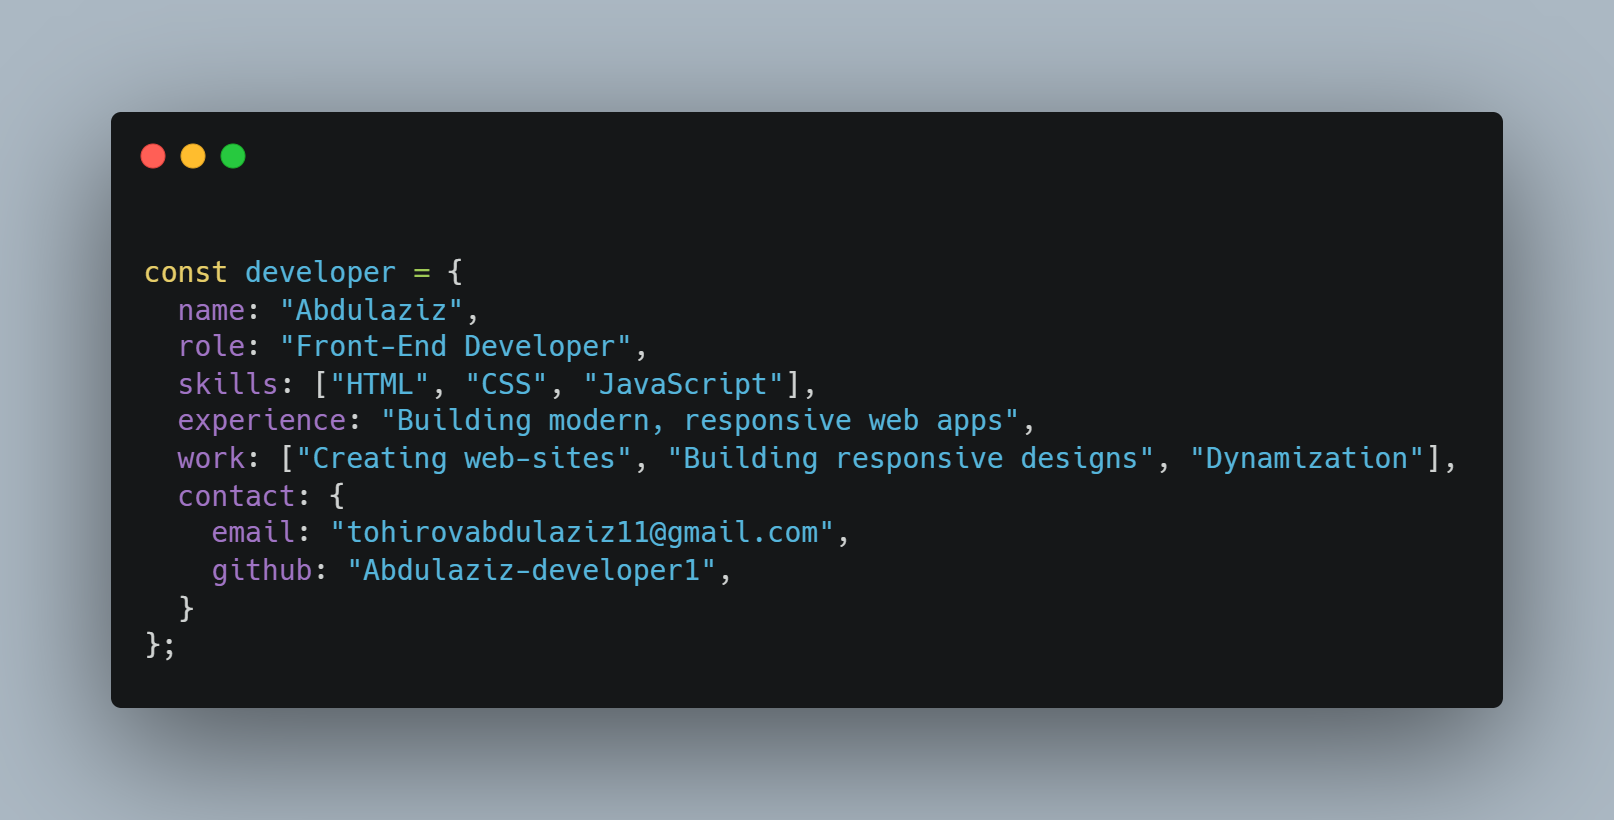 const developer = {
  name: "Abdulaziz",
  role: "Front-End Developer",
  skills: ["HTML", "CSS", "JavaScript"],
  experience: "Building modern, responsive web apps",
  work: ["Creating web-sites", "Building responsive designs", "Dynamization"],
  contact: {
    email: "tohirovabdulaziz11@gmail.com",
    github: "Abdulaziz-developer1",
  }
};